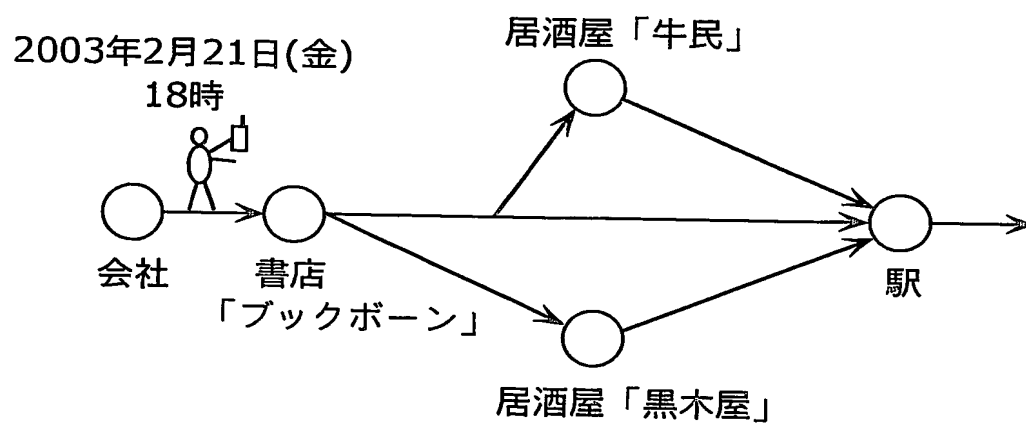 居酒屋「牛民」
2003年2月21日(金)
18時
会社
書店
「ブックボーン」
駅
居酒屋「黒木屋」